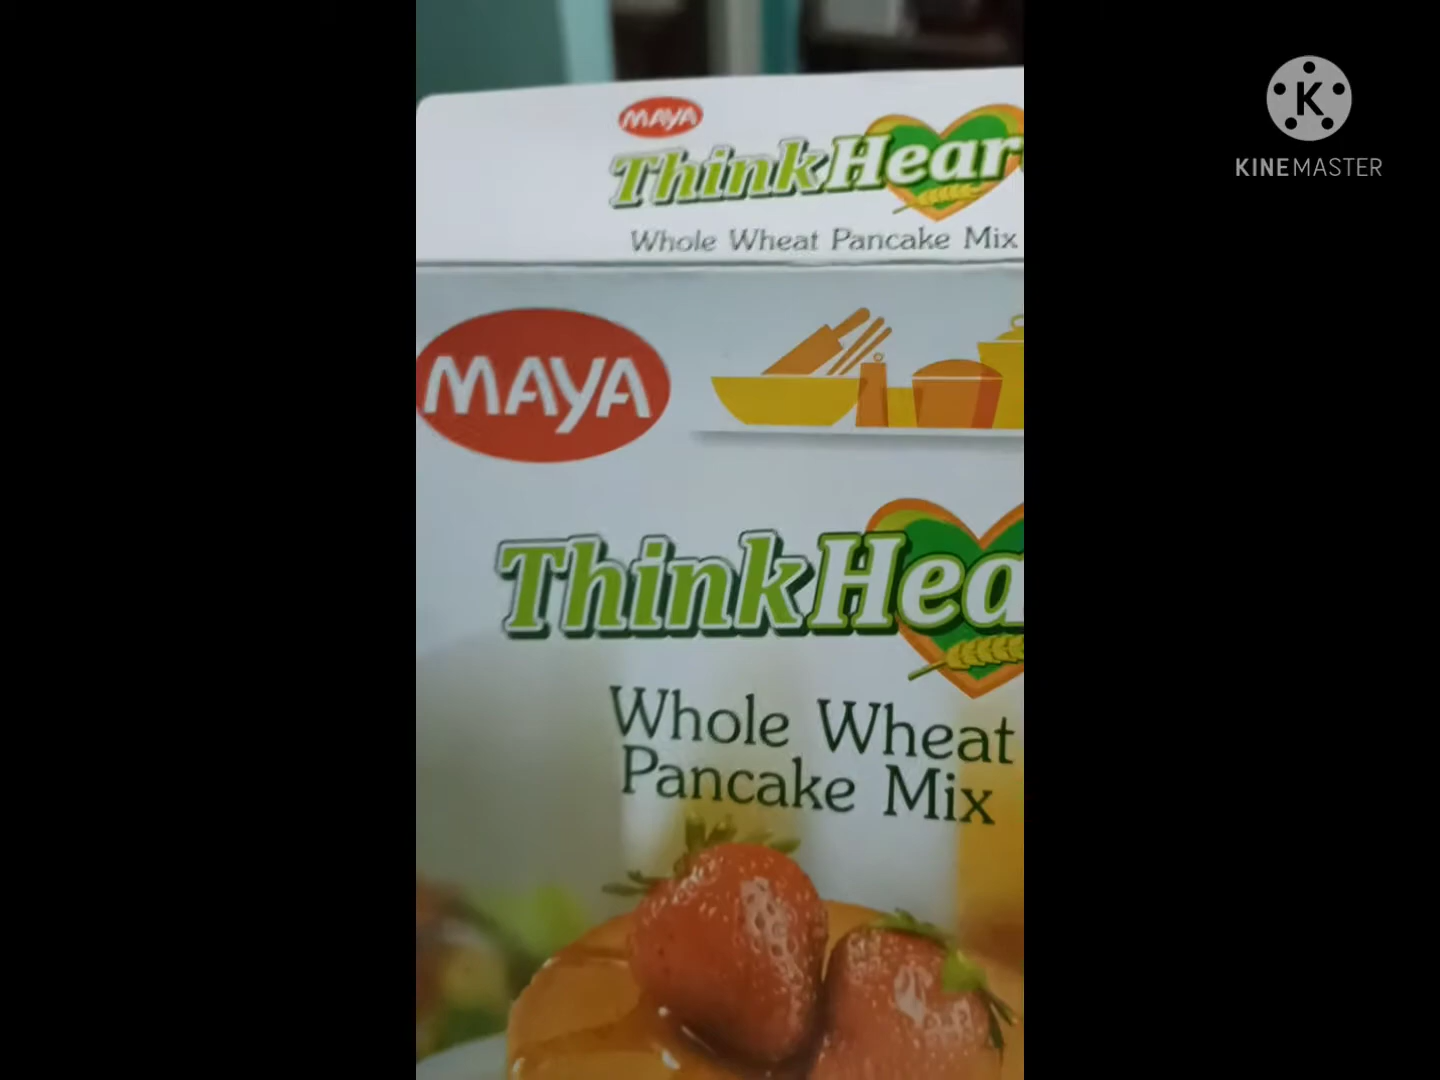 MAYA
ThinkHear
Whole Wheat Pancake Mix
MAYA
ThinkHea
Whole Wheat
Pancake Mix
K
KINEMASTER